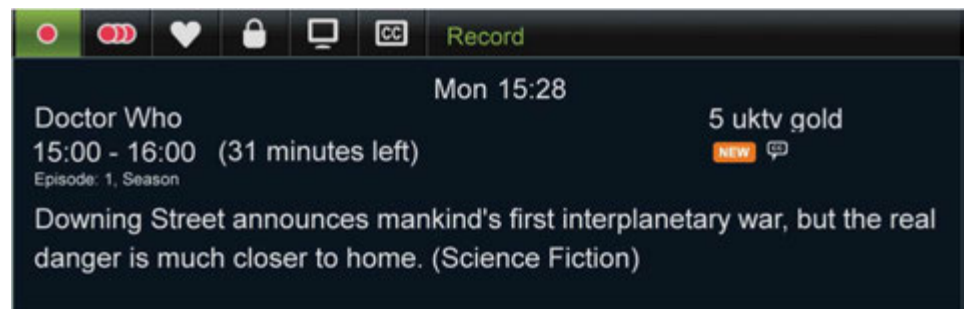 CC Record
Mon 15:28
Doctor Who 5 uktv gold
15:00 - 16:00 (31 minutes left) NEW CC
Episode: 1, Season
Downing Street announces mankind's first interplanetary war, but the real
danger is much closer to home. (Science Fiction)